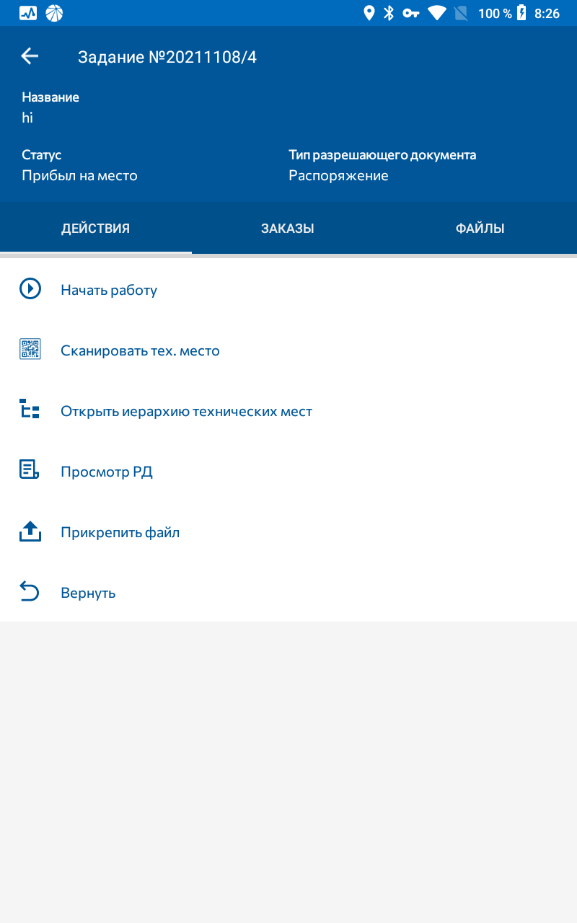 100 % 8:26
Задание №20211108/4
Название
hi
Статус
Тип разрешающего документа
Прибыл на место
Распоряжение
ДЕЙСТВИЯ
ЗАКАЗЫ
ФАЙЛЫ
Начать работу
Сканировать тех. место
Открыть иерархию технических мест
Просмотр РД
Прикрепить файл
Вернуть